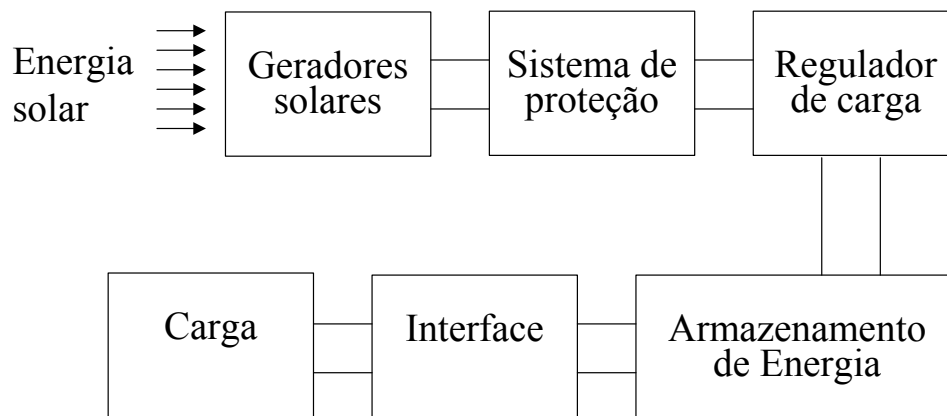 Energia
solar
Geradores
solares
Sistema de
proteção
Regulador
de carga
Carga
Interface
Armazenamento
de Energia